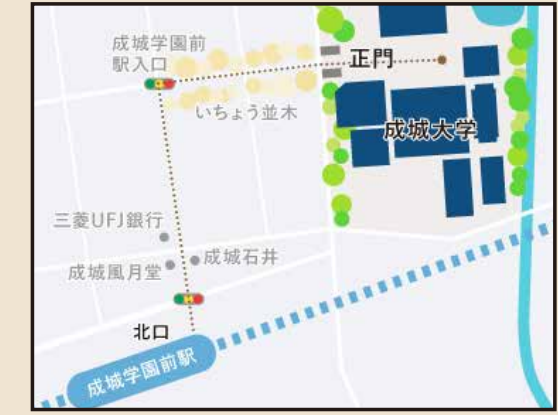 成城学園前
駅入口
正門
いちょう並木
成城大学
三菱UFJ銀行
成城石井
成城風月堂
北口
成城学園前駅